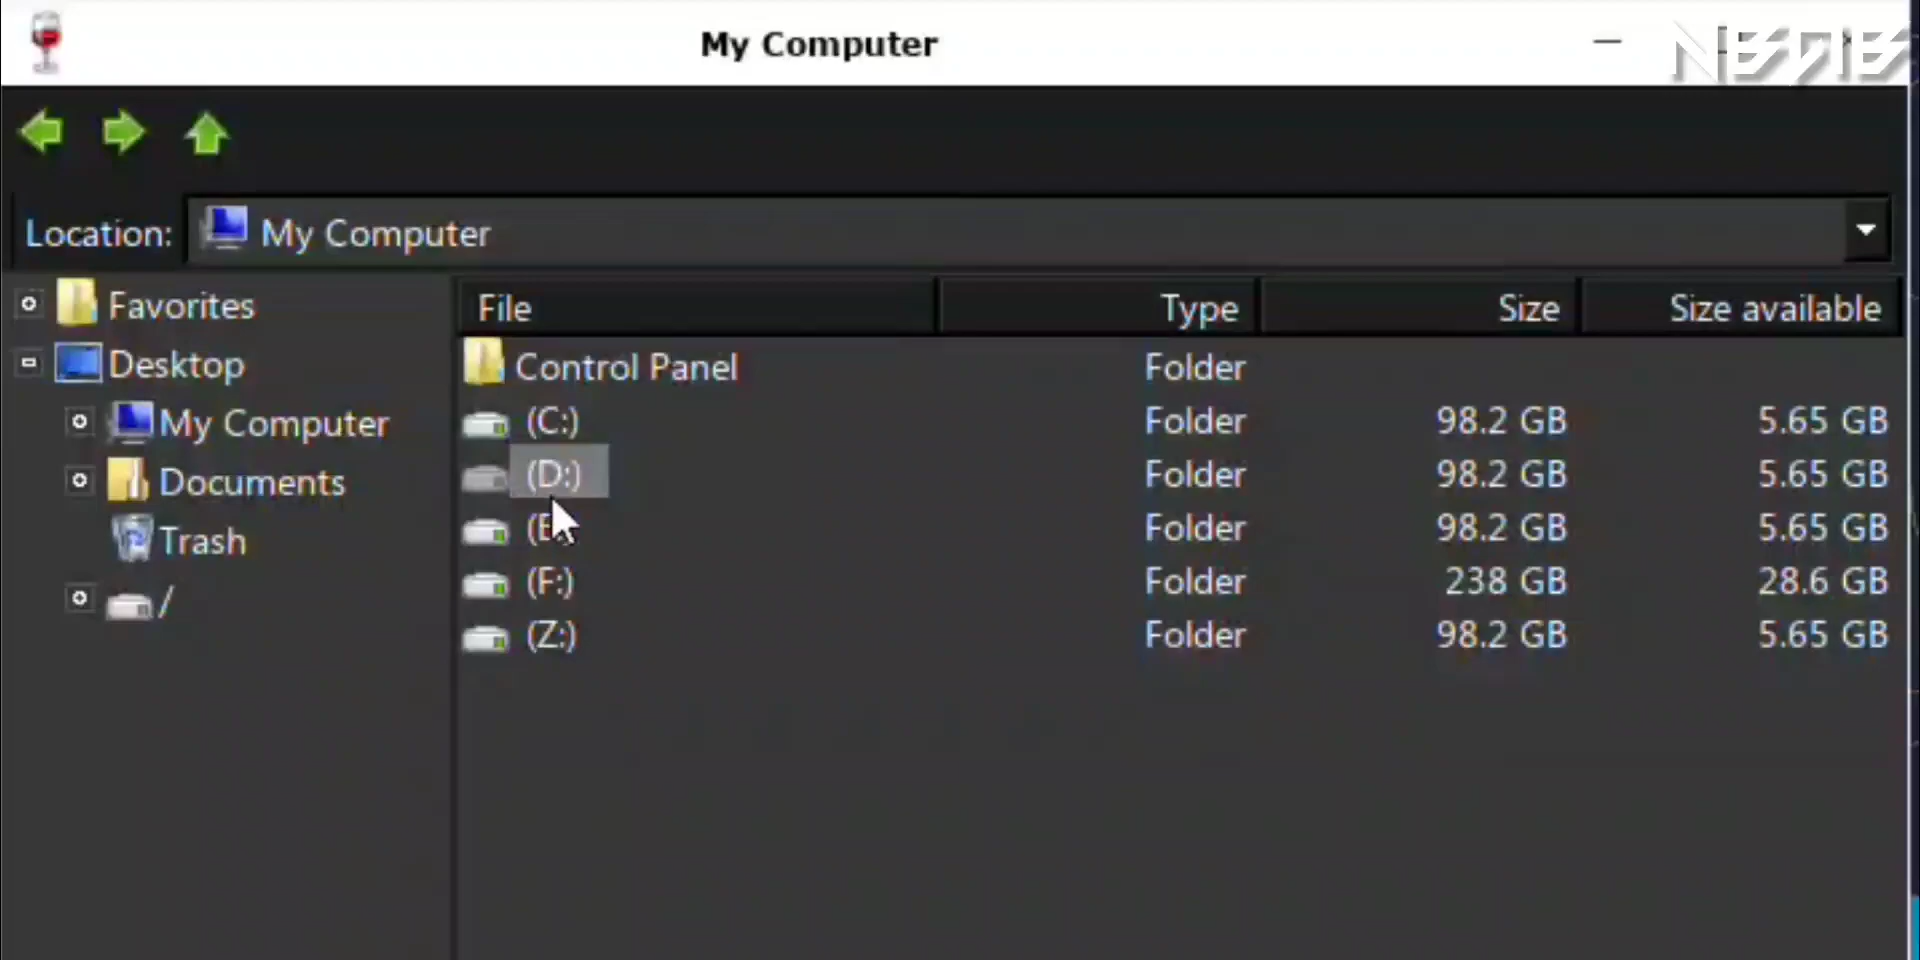 My Computer
Location: My Computer
Favorites
Desktop
My Computer
Documents
Trash
/
File Type Size Size available
Control Panel Folder
(C:) Folder 98.2 GB 5.65 GB
(D:) Folder 98.2 GB 5.65 GB
(E Folder 98.2 GB 5.65 GB
(F:) Folder 238 GB 28.6 GB
(Z:) Folder 98.2 GB 5.65 GB